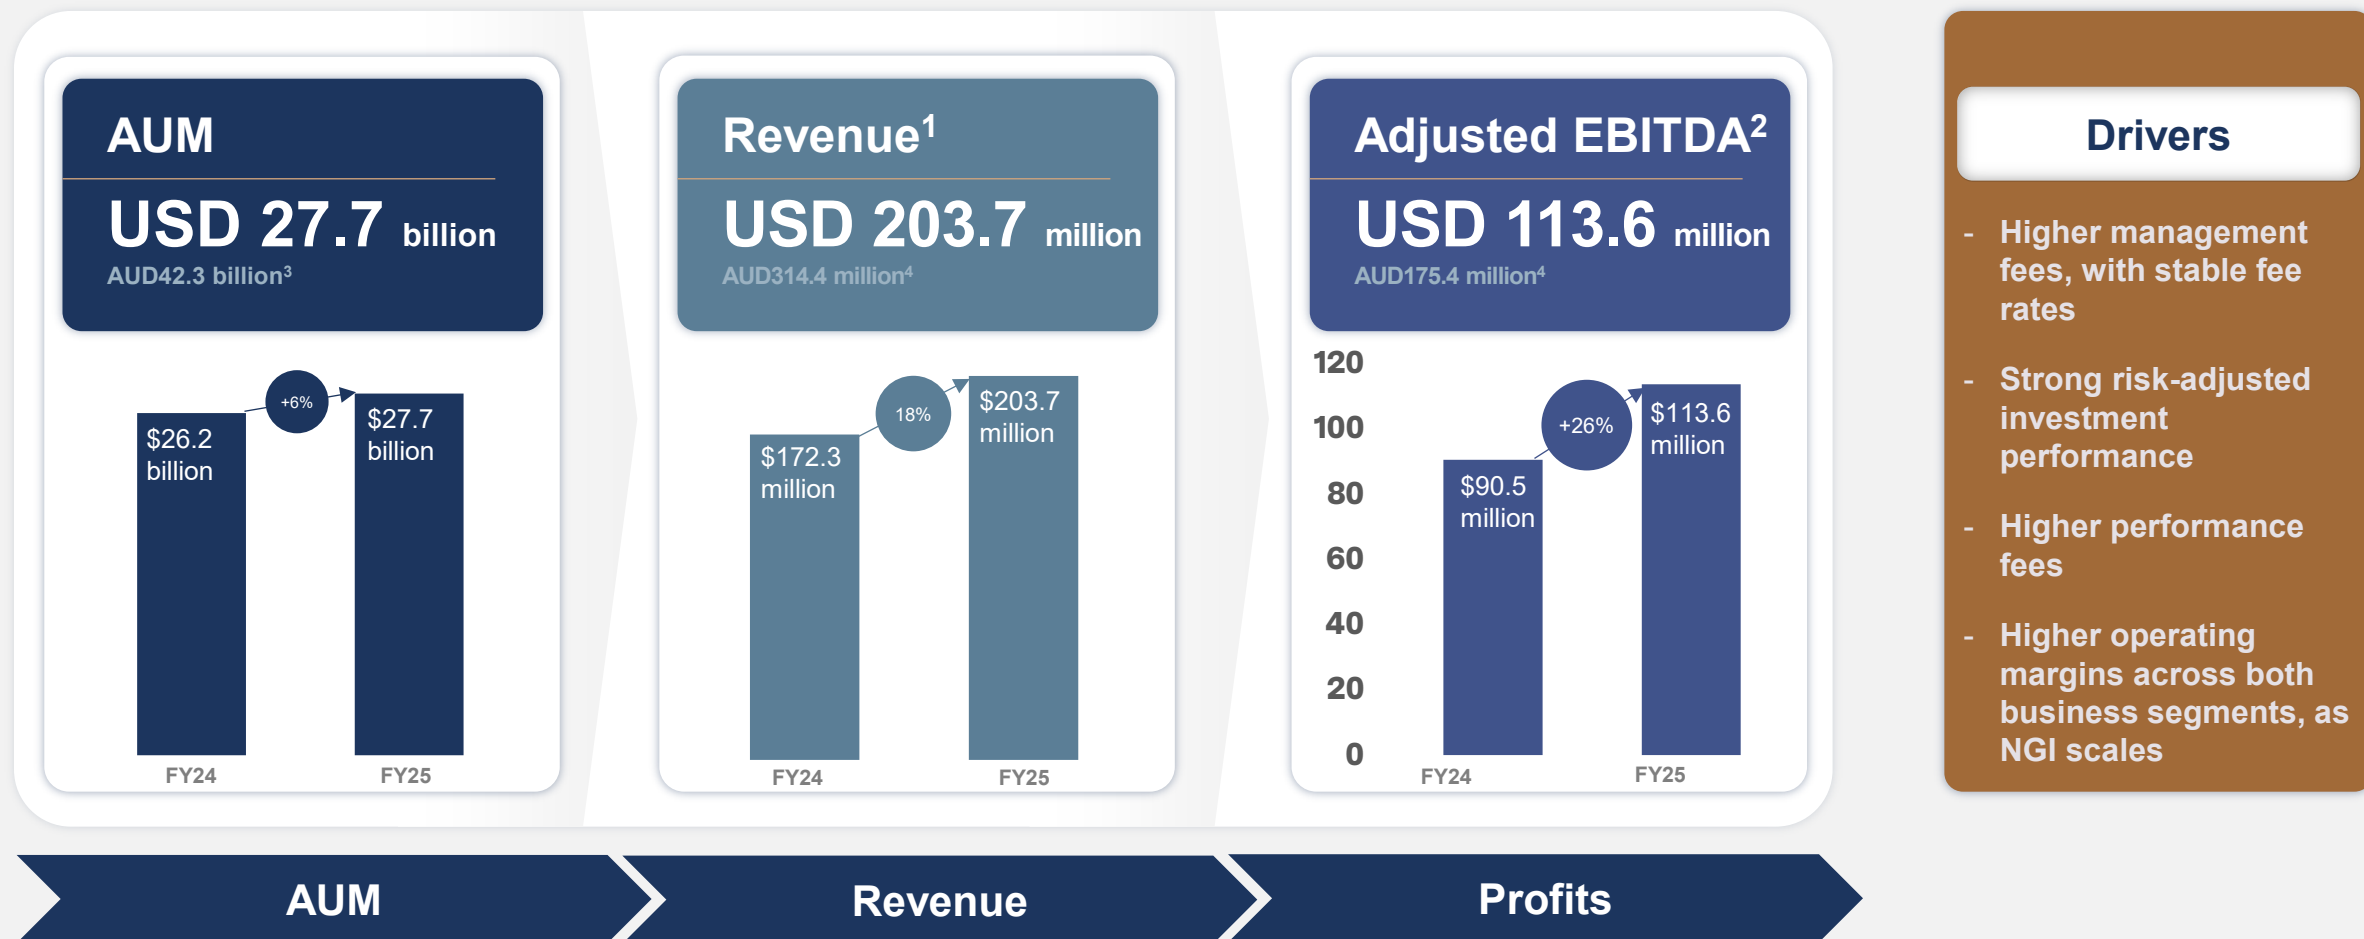 AUM
USD 27.7 billion
AUD42.3 billion³
+6%
$26.2
billion
$27.7
billion
FY24
FY25
Revenue¹
USD 203.7 million
AUD314.4 million⁴
18%
$172.3
million
$203.7
million
FY24
FY25
Adjusted EBITDA²
USD 113.6 million
AUD175.4 million⁴
120
100
80
60
40
20
0
+26%
$90.5
million
$113.6
million
FY24
FY25
Drivers
- Higher management
fees, with stable fee
rates
- Strong risk-adjusted
investment
performance
- Higher performance
fees
- Higher operating
margins across both
business segments, as
NGI scales
AUM
Revenue
Profits